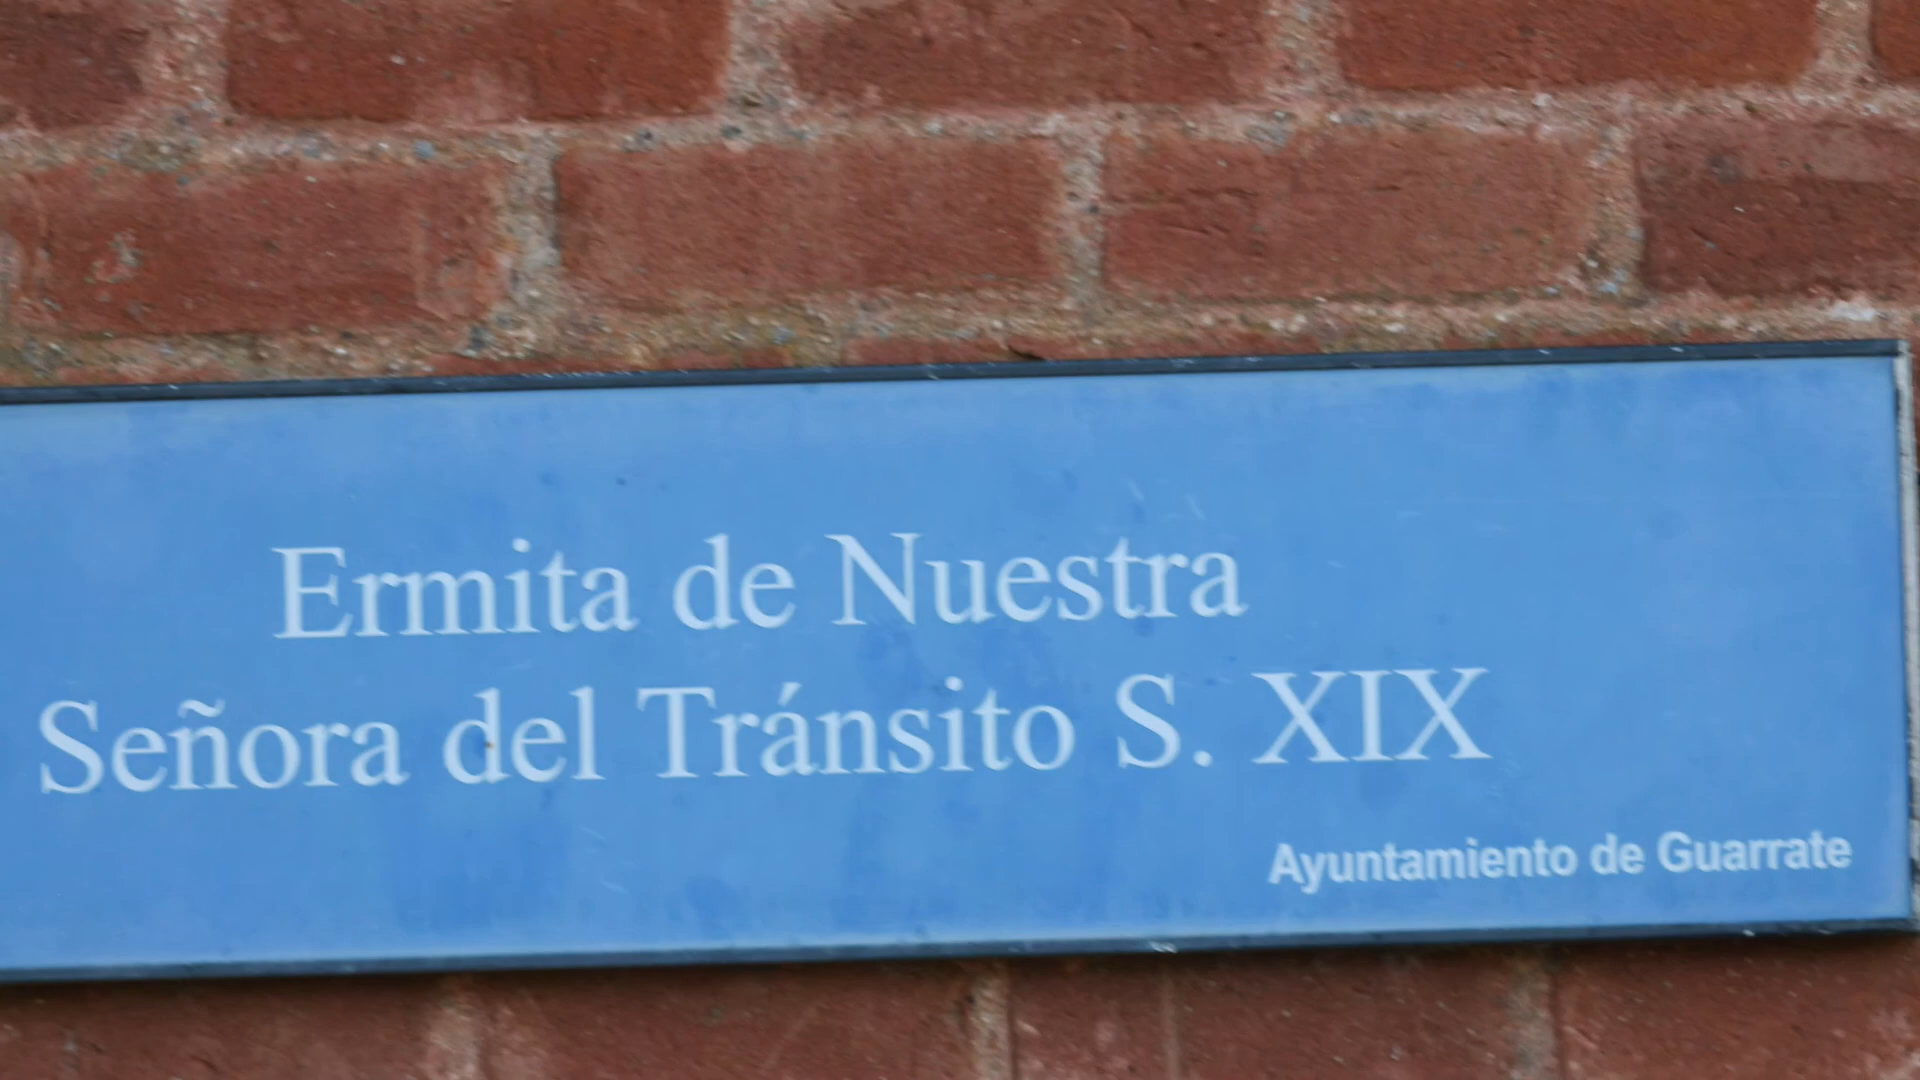 Ermita de Nuestra
Señora del Tránsito S. XIX
Ayuntamiento de Guarrate